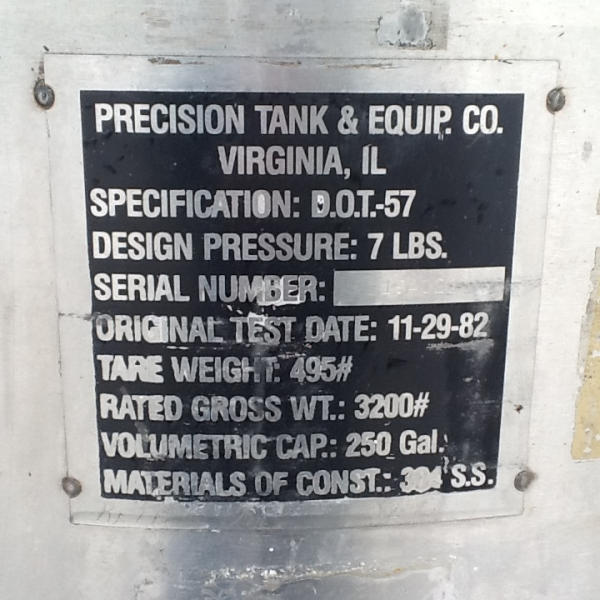 PRECISION TANK & EQUIP. CO.
VIRGINIA, IL
SPECIFICATION: D.O.T.-57
DESIGN PRESSURE: 7 LBS.
SERIAL NUMBER:
ORIGINAL TEST DATE: 11-29-82
TARE WEIGHT: 495#
RATED GROSS WT.: 3200#
VOLUMETRIC CAP.: 250 Gal.
MATERIALS OF CONST.: 304 S.S.